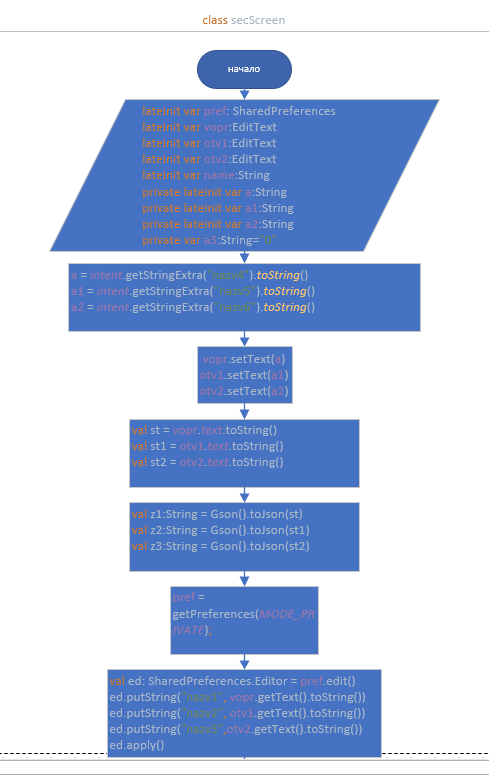 class secScreen
начало
lateinit var pref: SharedPreferences
lateinit var vopr:EditText
lateinit var otv1:EditText
lateinit var otv2:EditText
lateinit var name:String
private lateinit var a:String
private lateinit var a1:String
private lateinit var a2:String
private var a3:String="0"
a = intent.getStringExtra("nazv4").toString()
a1 = intent.getStringExtra("nazv5").toString()
a2 = intent.getStringExtra("nazv6").toString()
vopr.setText(a)
otv1.setText(a1)
otv2.setText(a2)
val st = vopr.text.toString()
val st1 = otv1.text.toString()
val st2 = otv2.text.toString()
val z1:String = Gson().toJson(st)
val z2:String = Gson().toJson(st1)
val z3:String = Gson().toJson(st2)
pref =
getPreferences(MODE_PR
IVATE);
val ed: SharedPreferences.Editor = pref.edit()
ed.putString("nazv1", vopr.getText().toString())
ed.putString("nazv2", otv1.getText().toString())
ed.putString("nazv3",otv2.getText().toString())
ed.apply()